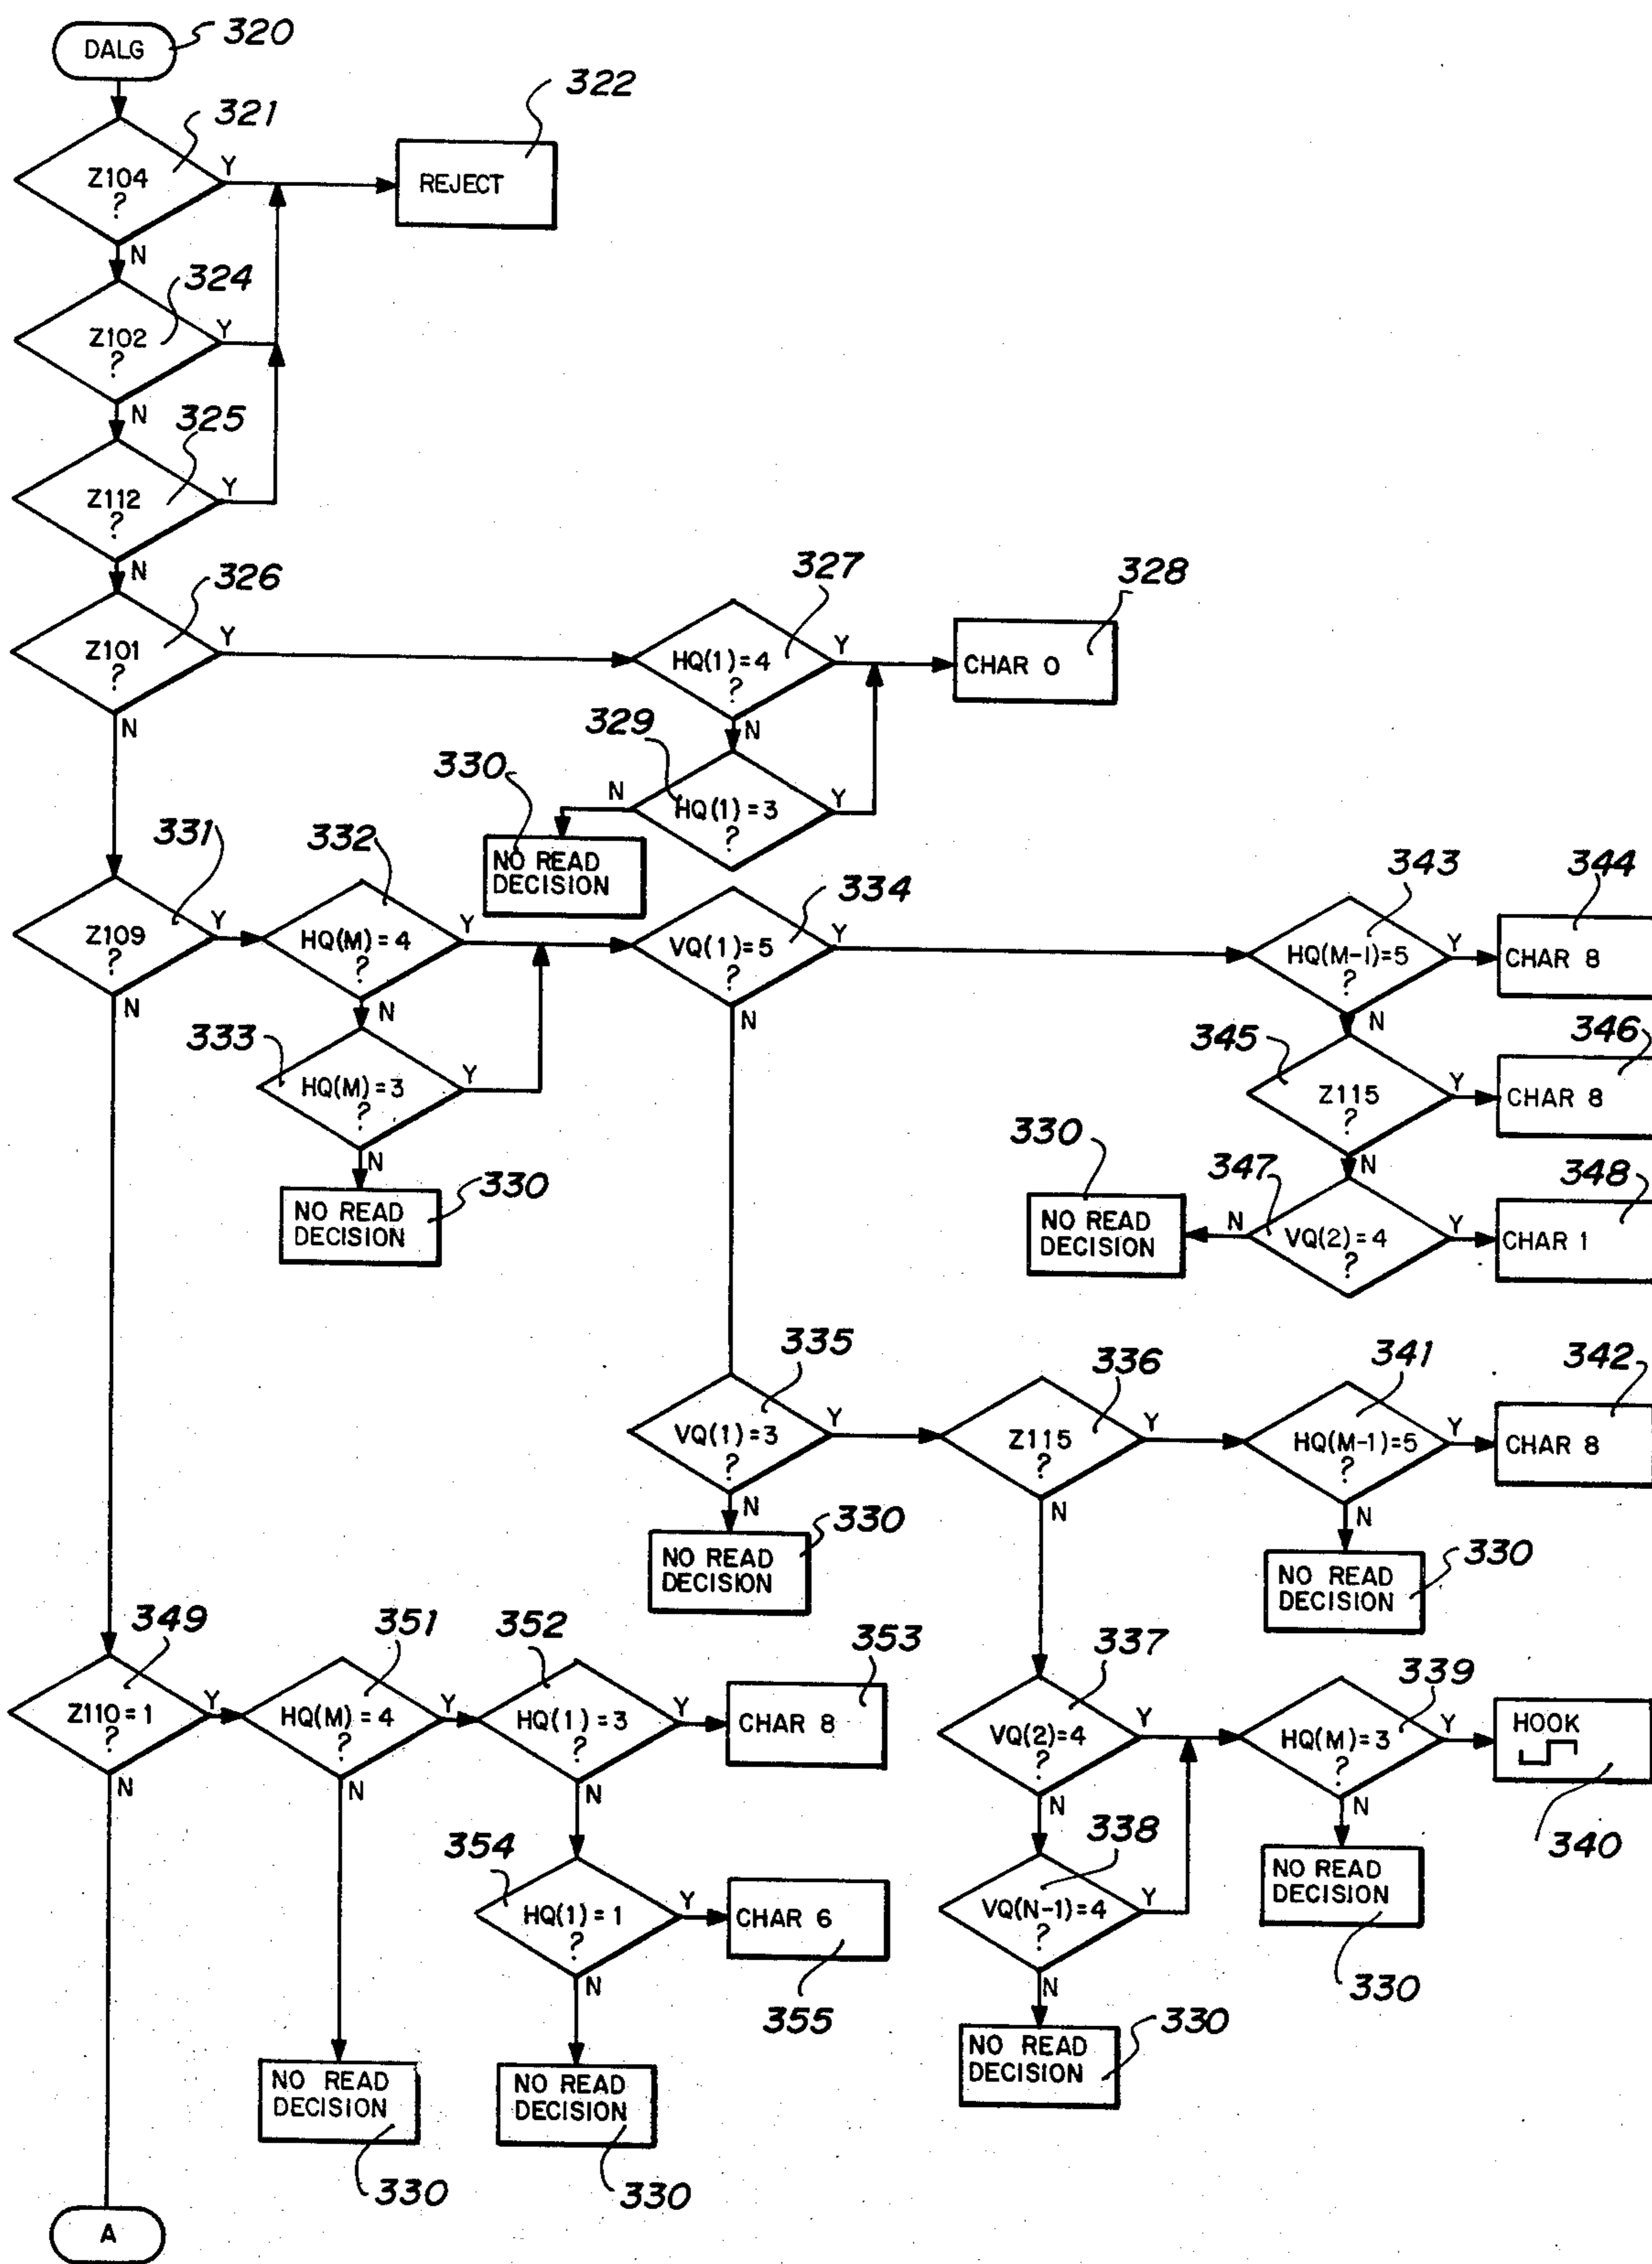 DALG
320
321
Z104
?
Y
N
322
REJECT
324
Z102
?
Y
N
325
Z112
?
Y
N
326
Z101
?
Y
N
327
HQ(1)=4
?
Y
N
328
CHAR 0
329
HQ(1)=3
?
N
Y
330
NO READ
DECISION
331
Z109
?
Y
N
332
HQ(M)=4
?
Y
N
333
HQ(M)=3
?
Y
N
330
NO READ
DECISION
334
VQ(1)=5
?
Y
N
343
HQ(M-1)=5
?
Y
N
344
CHAR 8
345
Z115
?
Y
N
346
CHAR 8
347
VQ(2)=4
?
N
Y
330
NO READ
DECISION
348
CHAR 1
335
VQ(1)=3
?
Y
N
330
NO READ
DECISION
336
Z115
?
Y
N
341
HQ(M-1)=5
?
Y
N
342
CHAR 8
330
NO READ
DECISION
337
VQ(2)=4
?
Y
N
338
VQ(N-1)=4
?
Y
N
330
NO READ
DECISION
339
HQ(M)=3
?
Y
N
HOOK
340
NO READ
DECISION
330
349
Z110=1
?
Y
N
351
HQ(M)=4
?
Y
N
NO READ
DECISION
330
352
HQ(1)=3
?
Y
N
353
CHAR 8
354
HQ(1)=1
?
Y
N
CHAR 6
355
NO READ
DECISION
330
A